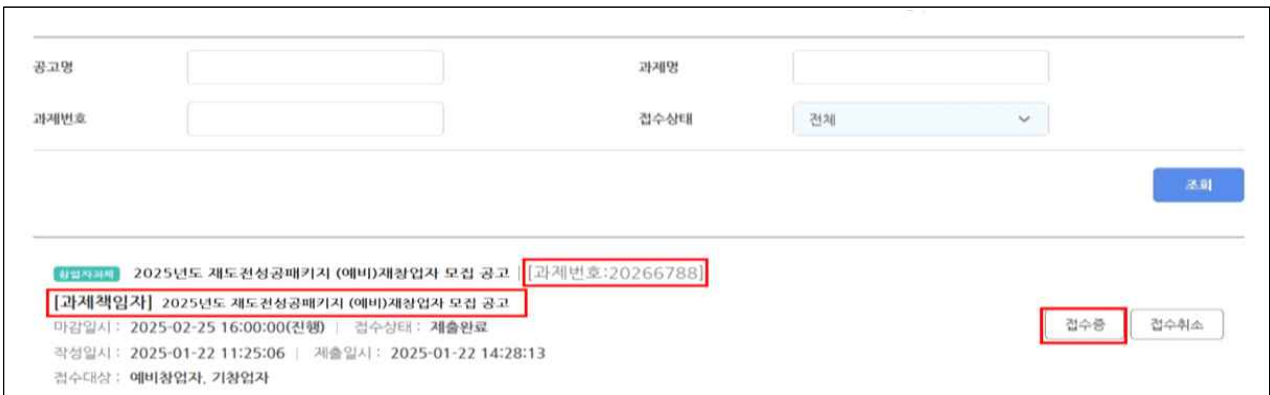 공고명
과제명
과제번호
접수상태
전체
조회
창업자과제 2025년도 재도전성공패키지 (예비)재창업자 모집 공고 | [과제번호:20266788]
[과제책임자] 2025년도 재도전성공패키지 (예비)재창업자 모집 공고
마감일시 : 2025-02-25 16:00:00(진행) | 접수상태 : 제출완료
접수증 접수취소
작성일시 : 2025-01-22 11:25:06 | 제출일시 : 2025-01-22 14:28:13
접수대상 : 예비창업자, 기창업자